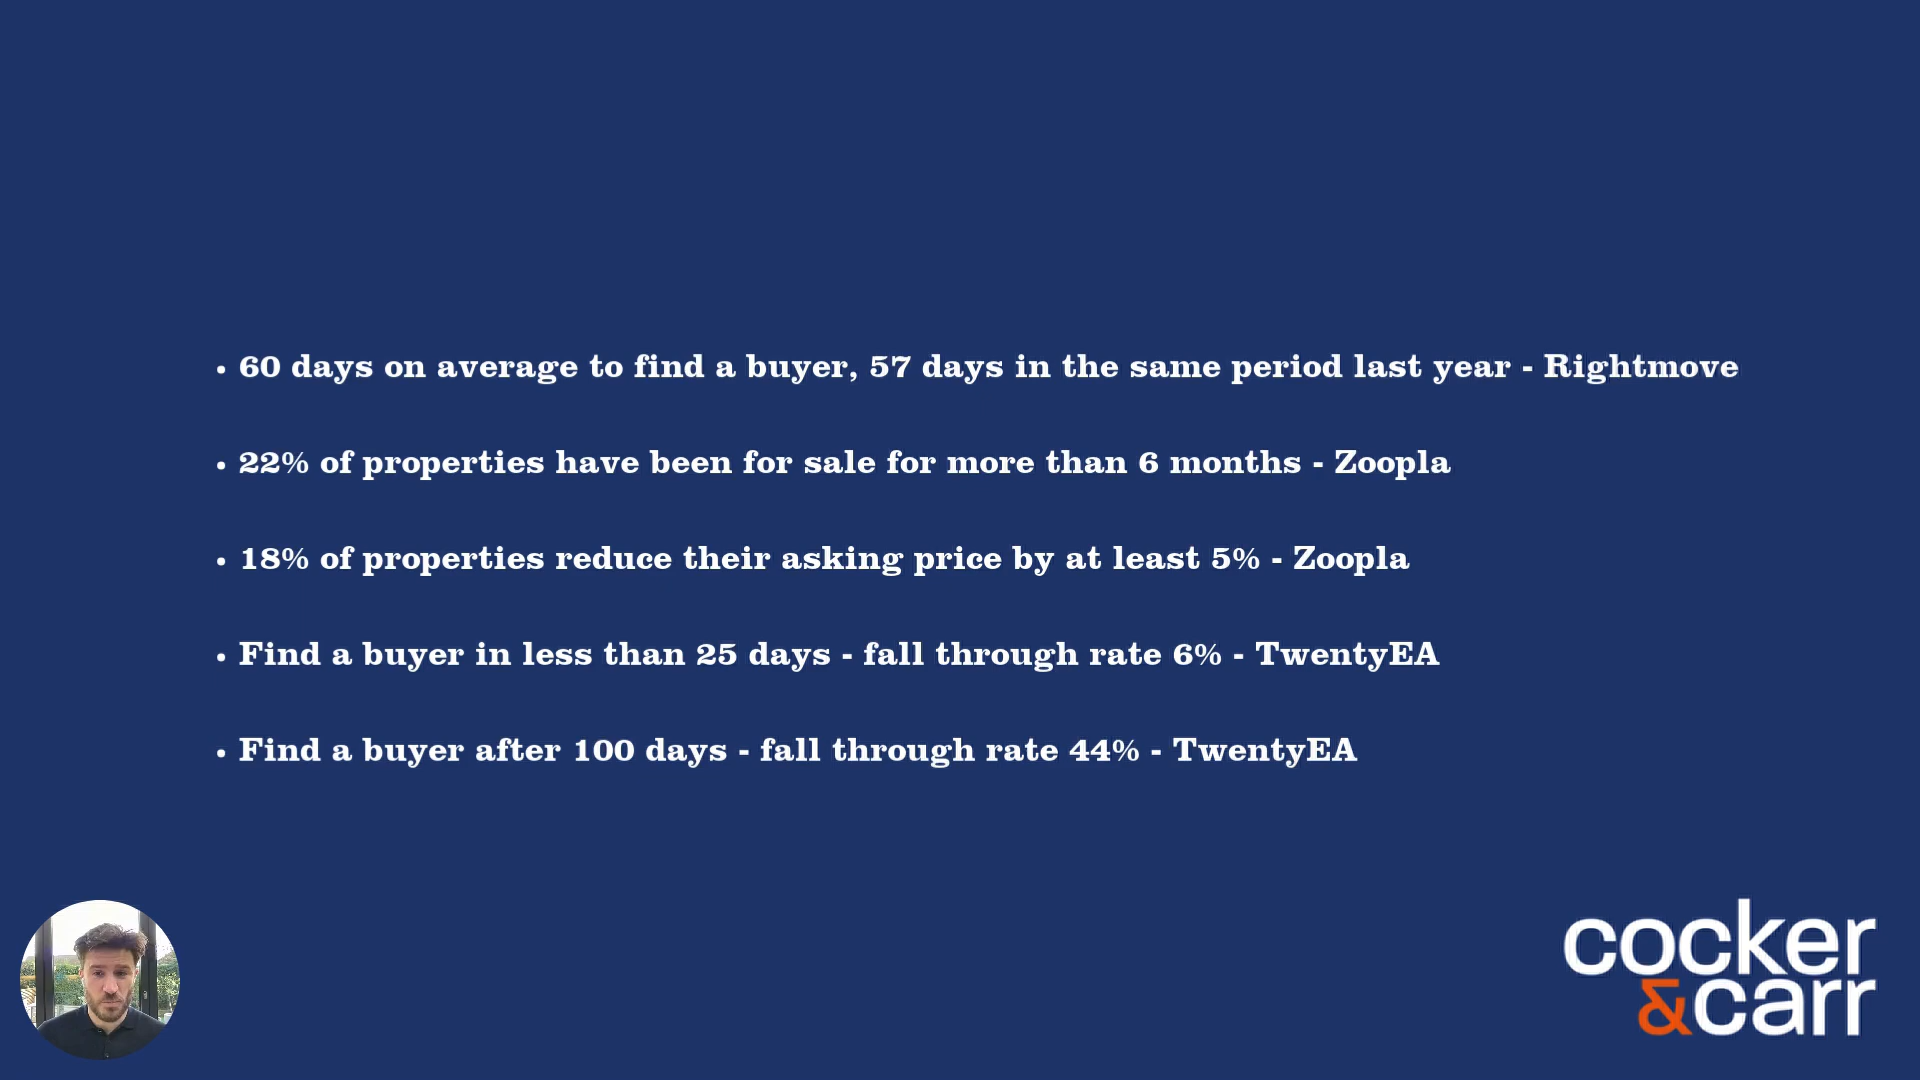 • 60 days on average to find a buyer, 57 days in the same period last year - Rightmove
• 22% of properties have been for sale for more than 6 months - Zoopla
• 18% of properties reduce their asking price by at least 5% - Zoopla
• Find a buyer in less than 25 days - fall through rate 6% - TwentyEA
• Find a buyer after 100 days - fall through rate 44% - TwentyEA
cocker
&carr